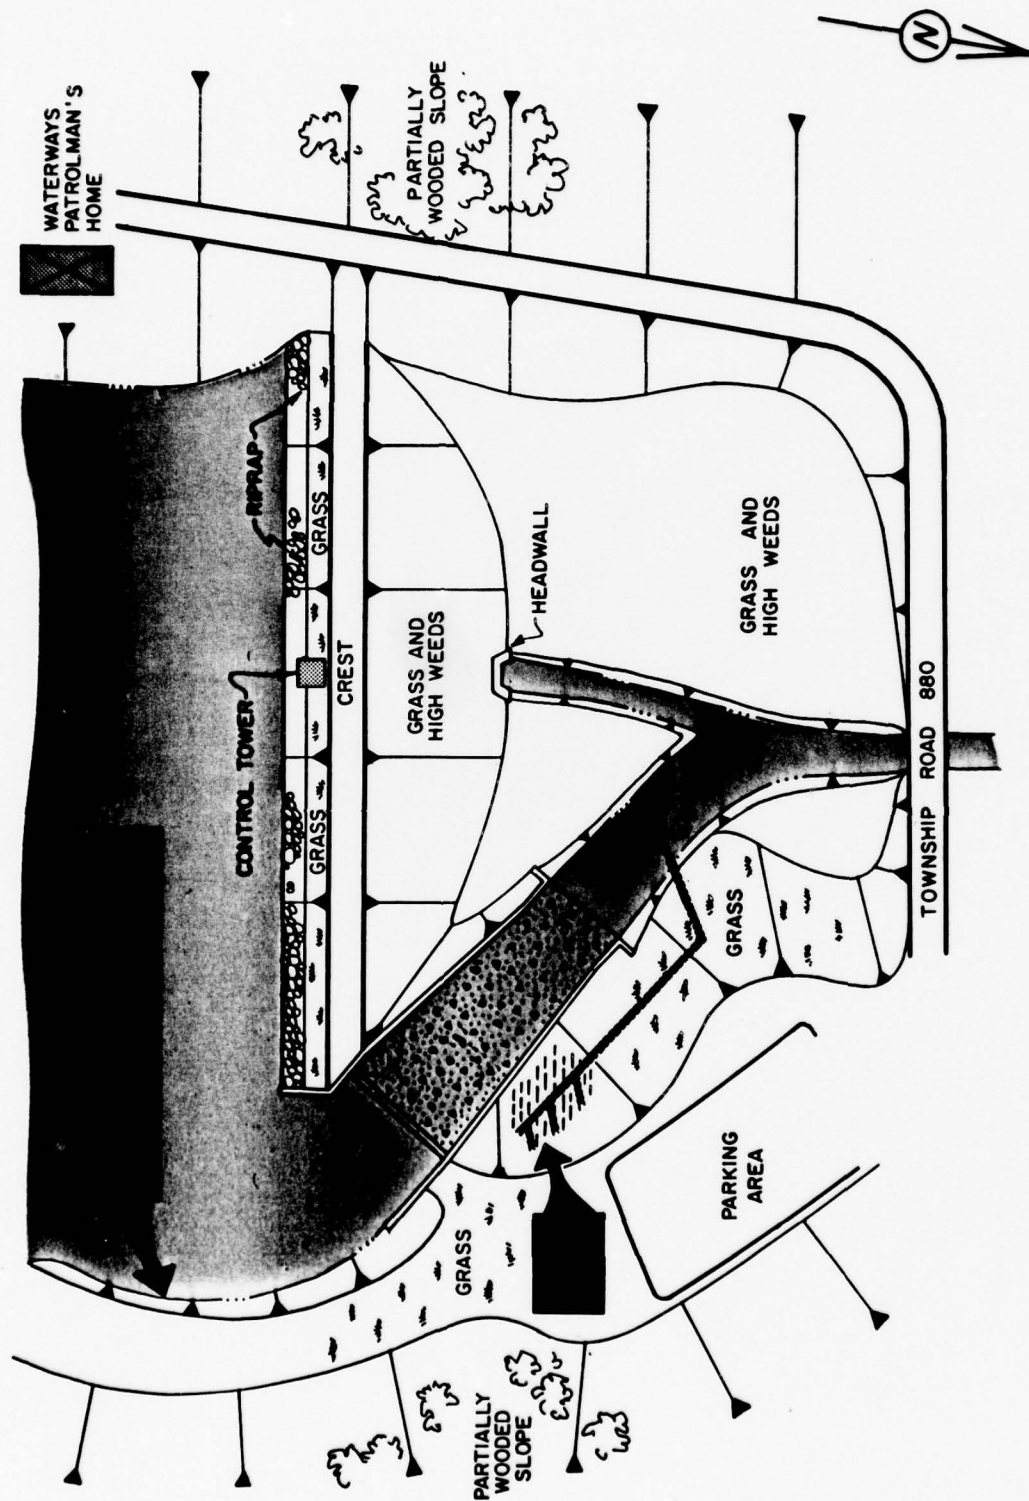 WATERWAYS
PATROLMAN'S
HOME
N
PARTIALLY
WOODED SLOPE
RIPRAP
GRASS
CONTROL TOWER
CREST
GRASS
GRASS AND
HIGH WEEDS
HEADWALL
GRASS AND
HIGH WEEDS
TOWNSHIP ROAD 880
GRASS
GRASS
PARKING
AREA
PARTIALLY
WOODED
SLOPE